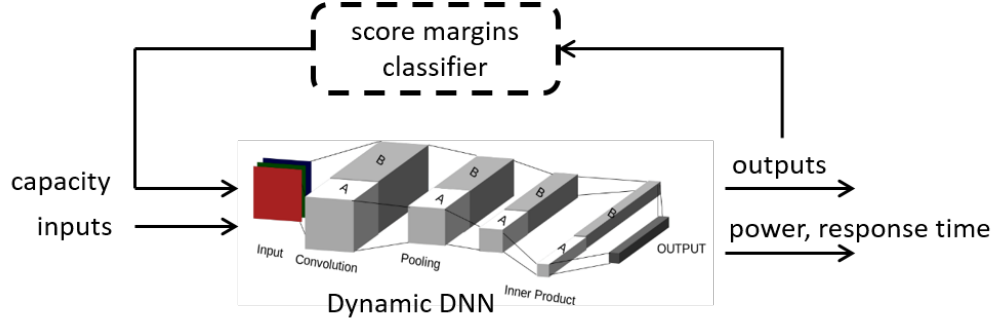 score margins
classifier
capacity
inputs
outputs
power, response time
A
B
A
B
A
B
A
B
Input
Convolution
Pooling
Inner Product
OUTPUT
Dynamic DNN